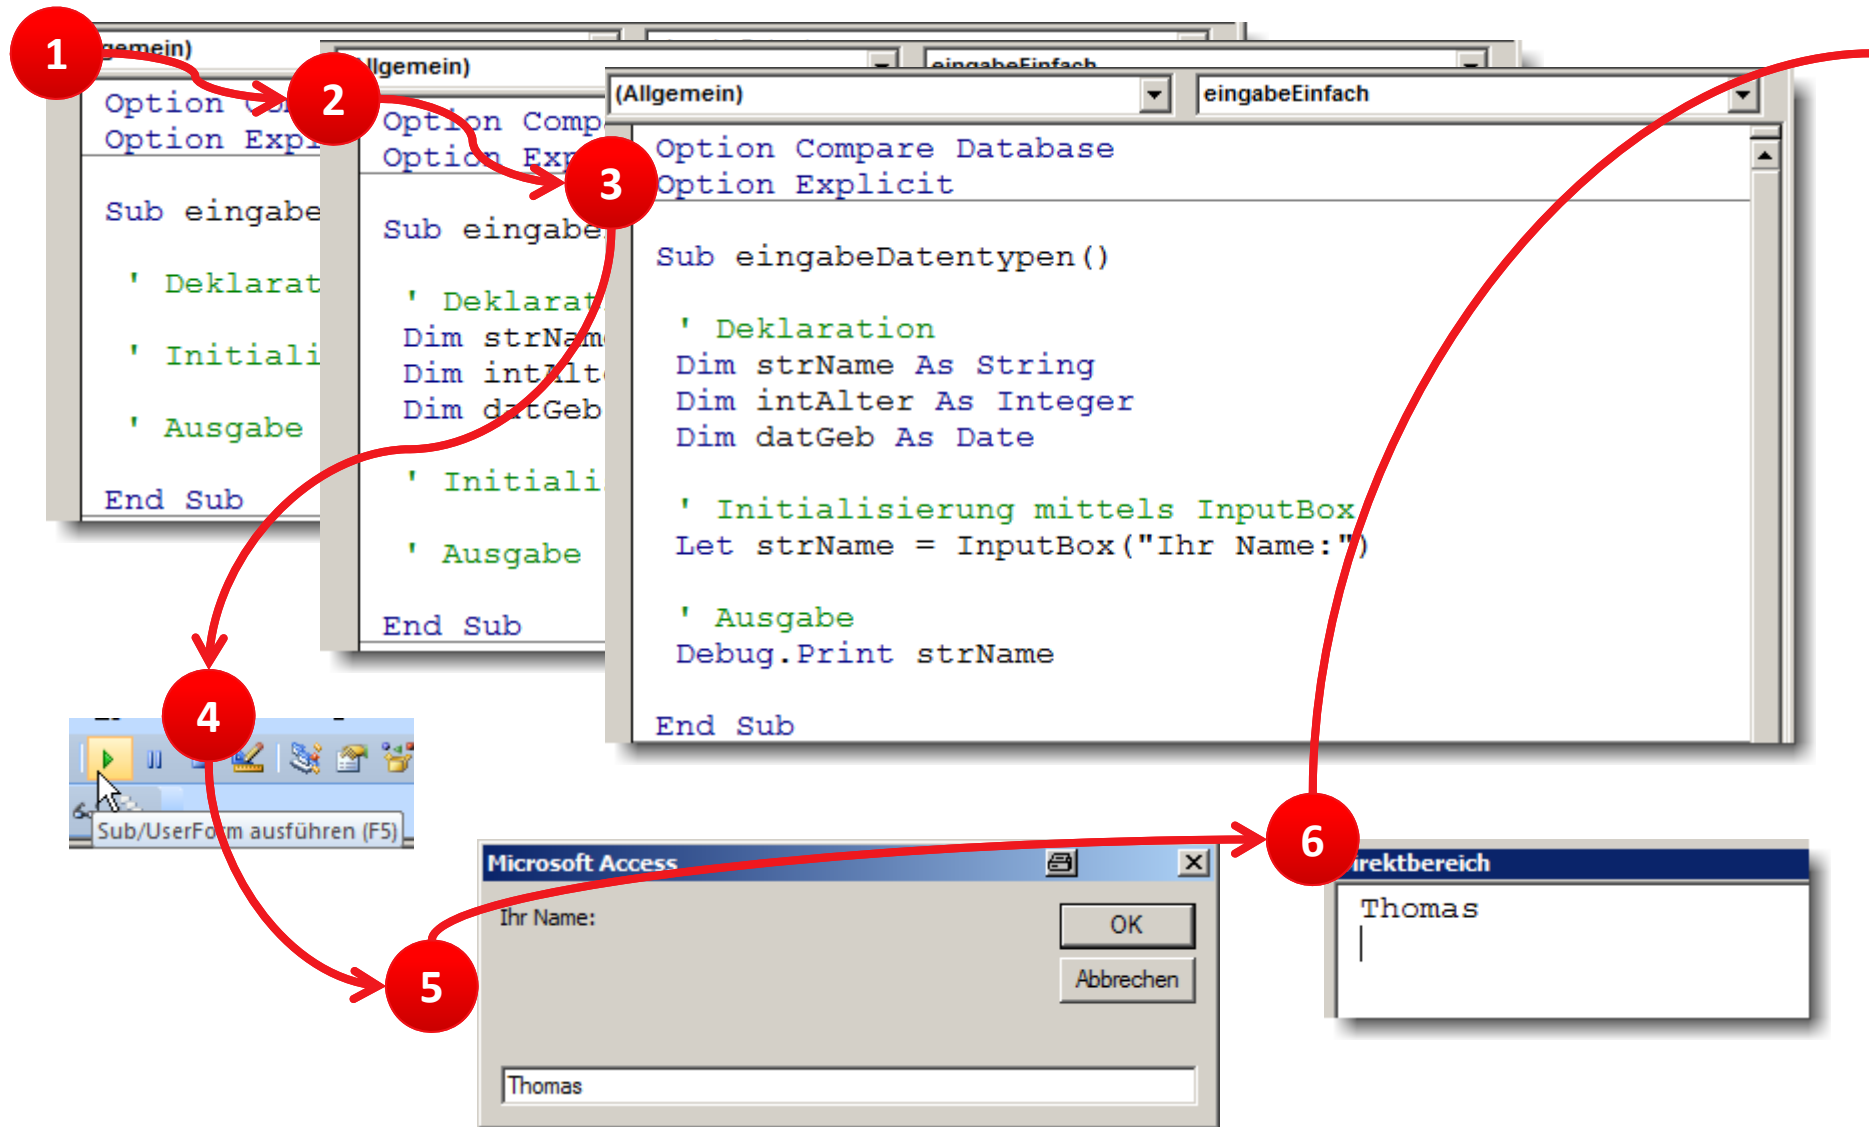 1
gemein)
Option Co
Option Exp
Sub eingabe
' Deklarat
' Initiali
' Ausgabe
End Sub
2
llgemein)
eingabeEinfach
Option Comp
Option Exp
Sub eingabe
' Deklarat
Dim strNam
Dim intAlt
Dim datGeb
' Initiali
' Ausgabe
End Sub
3
(Allgemein)
eingabeEinfach
Option Compare Database
Option Explicit
Sub eingabeDatentypen()
' Deklaration
Dim strName As String
Dim intAlter As Integer
Dim datGeb As Date
' Initialisierung mittels InputBox
Let strName = InputBox("Ihr Name:")
' Ausgabe
Debug.Print strName
End Sub
4
Sub/UserForm ausführen (F5)
5
Microsoft Access
Ihr Name:
OK
Abbrechen
Thomas
6
irektbereich
Thomas